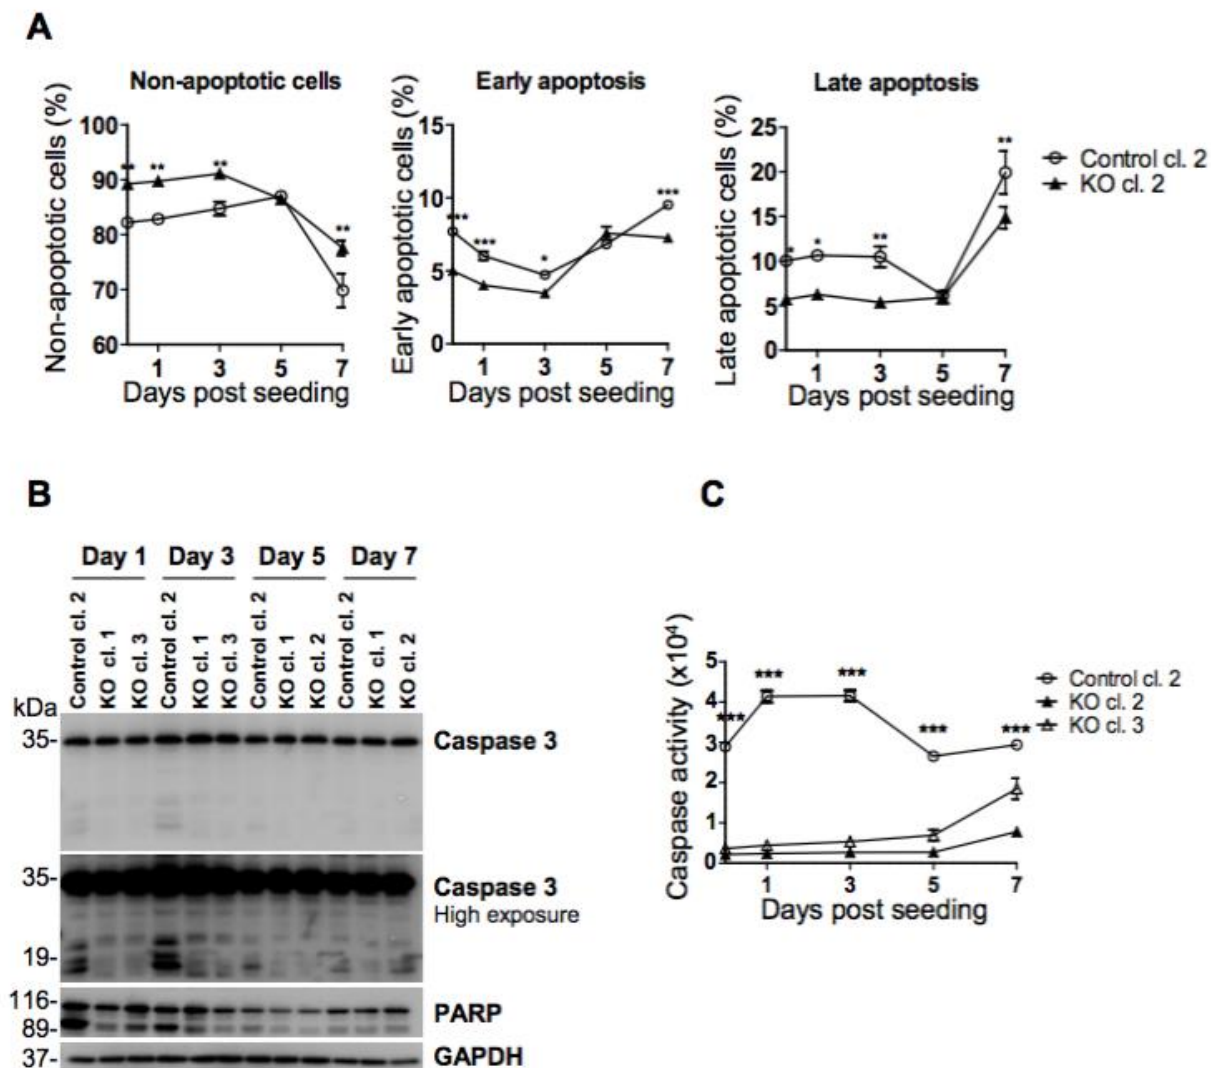 A
Non-apoptotic cells
Early apoptosis
Late apoptosis
Non-apoptotic cells (%)
100
90
80
70
60
** ** ** **
1 3 5 7
Days post seeding
Early apoptotic cells (%)
15
10
5
0
*** *** * ***
1 3 5 7
Days post seeding
Late apoptotic cells (%)
25
20
15
10
5
0
* * ** **
1 3 5 7
Days post seeding
Control cl. 2
KO cl. 2
B
Day 1 Day 3 Day 5 Day 7
Control cl. 2
KO cl. 1
KO cl. 3
Control cl. 2
KO cl. 1
KO cl. 3
Control cl. 2
KO cl. 1
KO cl. 2
Control cl. 2
KO cl. 1
KO cl. 2
kDa
35- Caspase 3
35- Caspase 3
High exposure
19-
116- PARP
89-
37- GAPDH
C
Caspase activity (x10⁴)
5
4
3
2
1
0
*** *** *** *** ***
1 3 5 7
Days post seeding
Control cl. 2
KO cl. 2
KO cl. 3